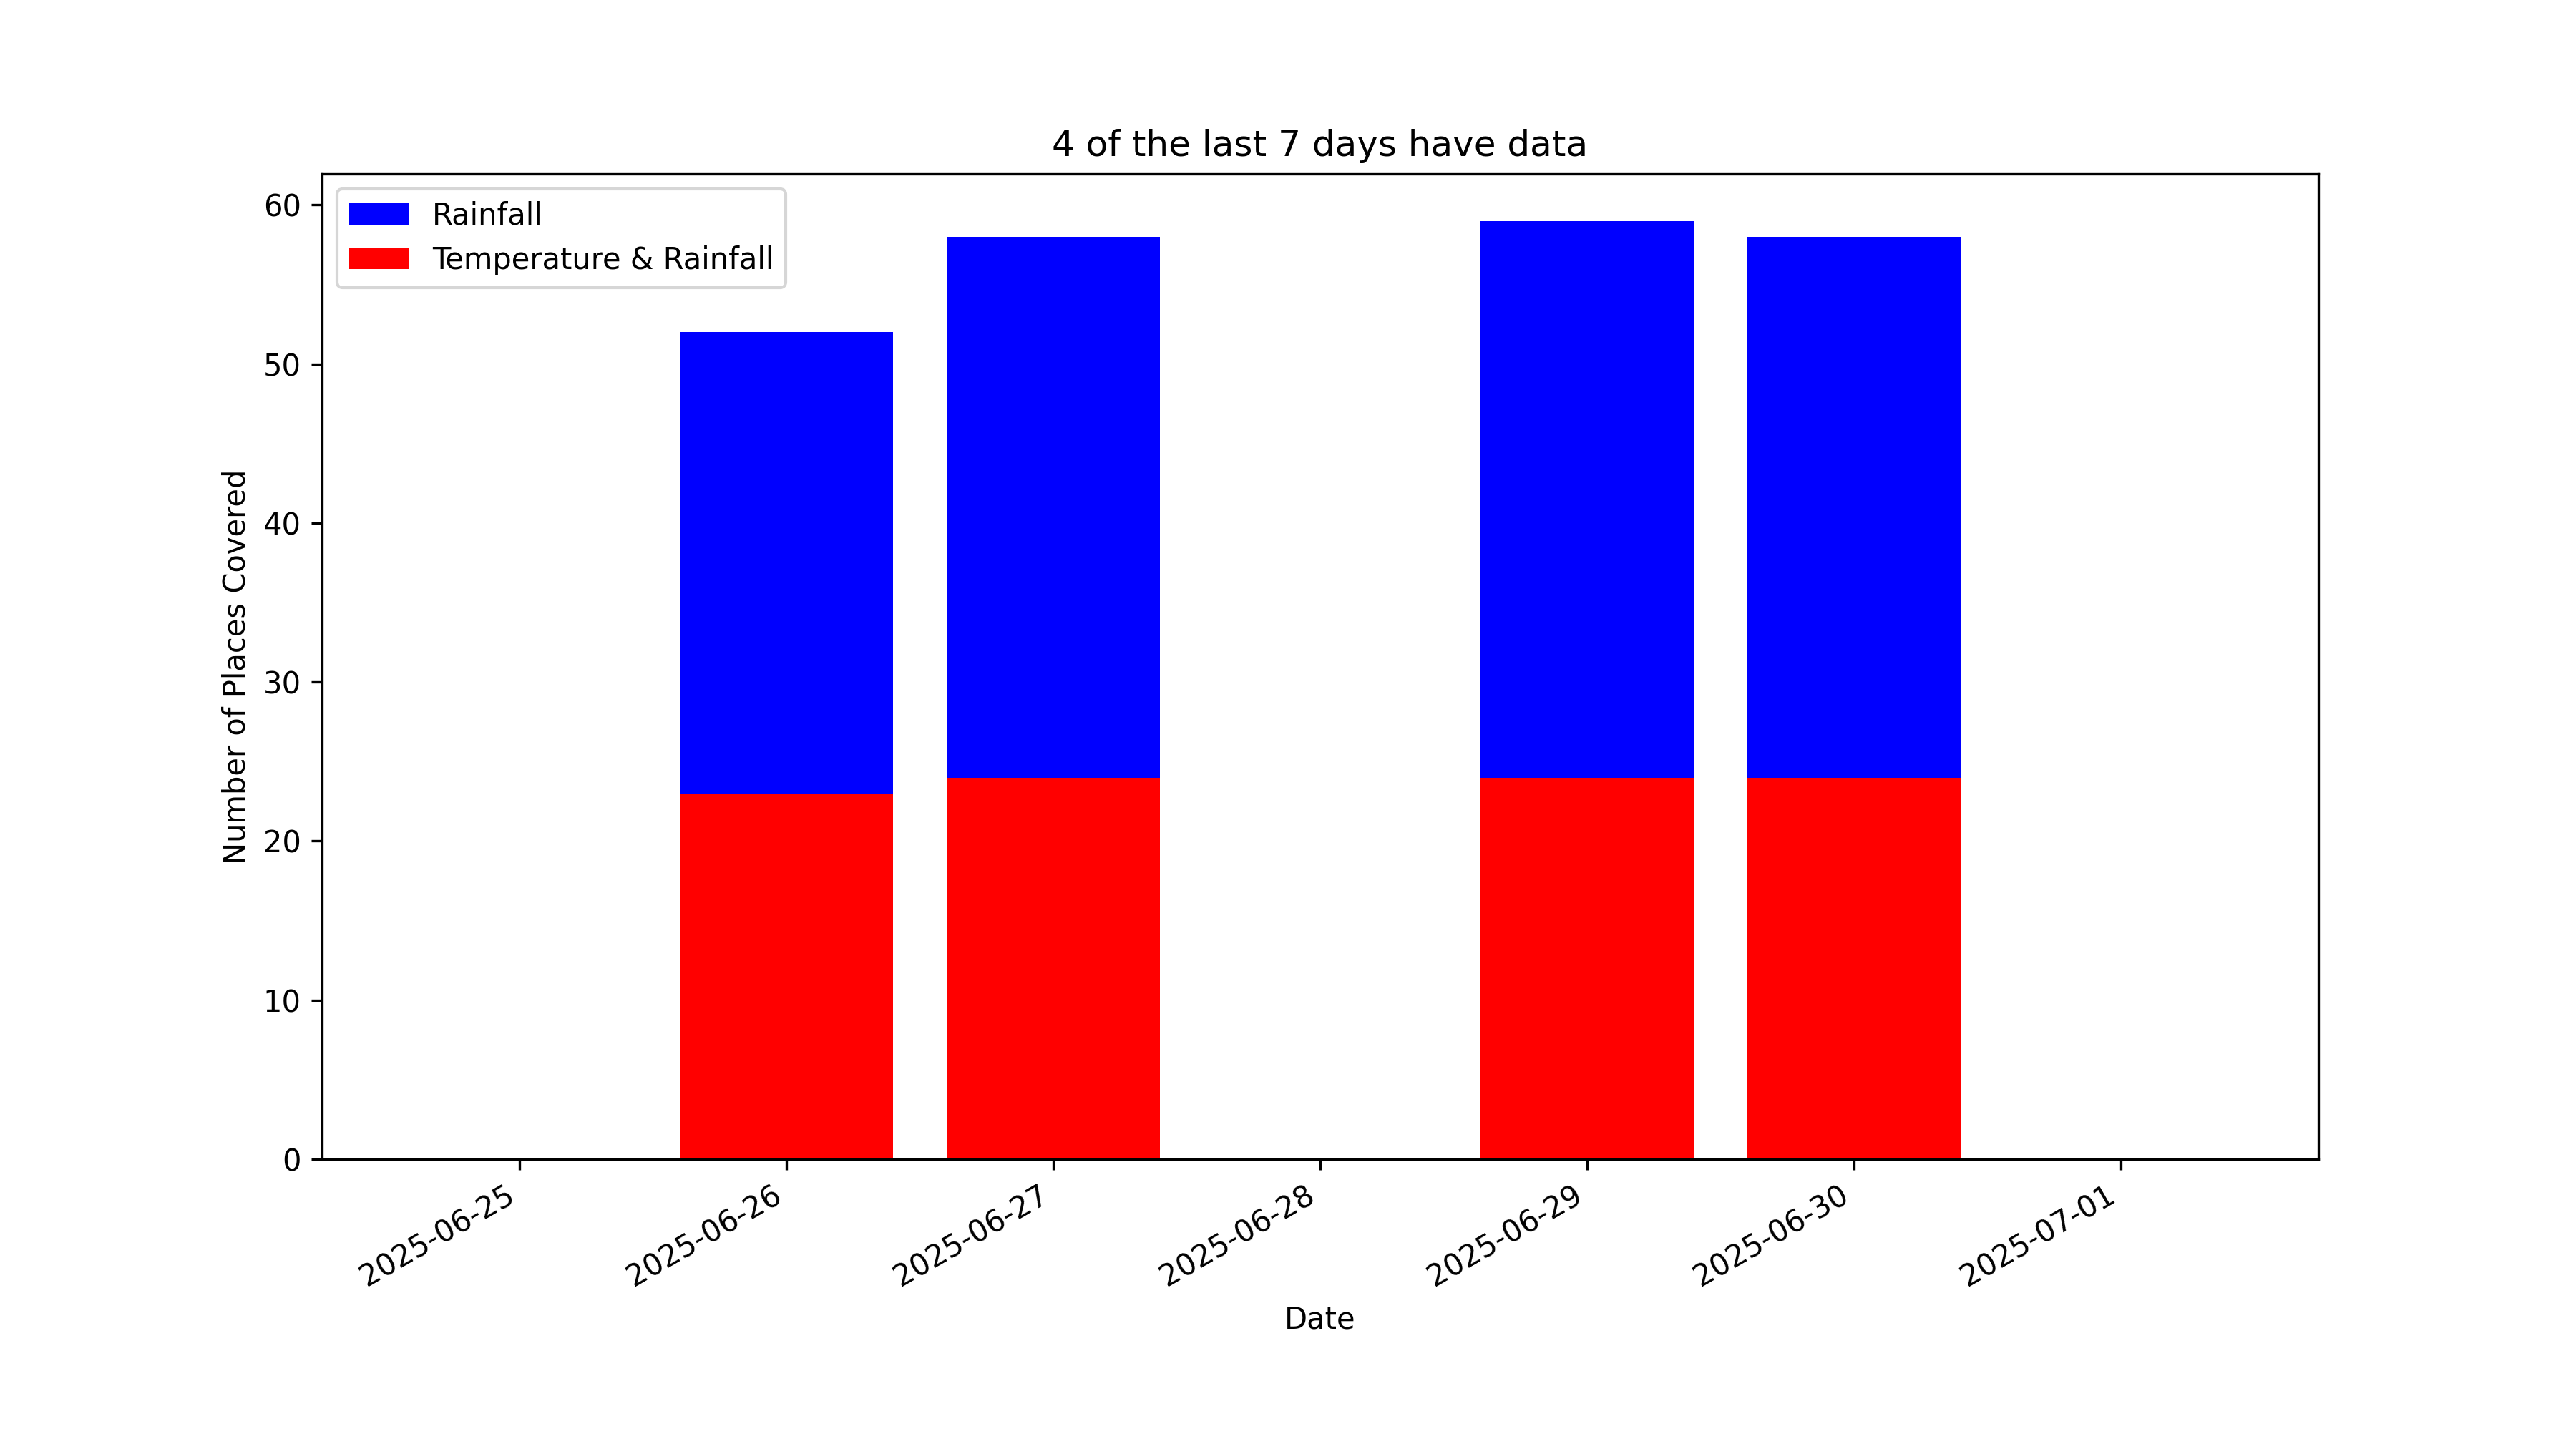 4 of the last 7 days have data
Rainfall
Temperature & Rainfall
Number of Places Covered
60
50
40
30
20
10
0
2025-06-25
2025-06-26
2025-06-27
2025-06-28
2025-06-29
2025-06-30
2025-07-01
Date